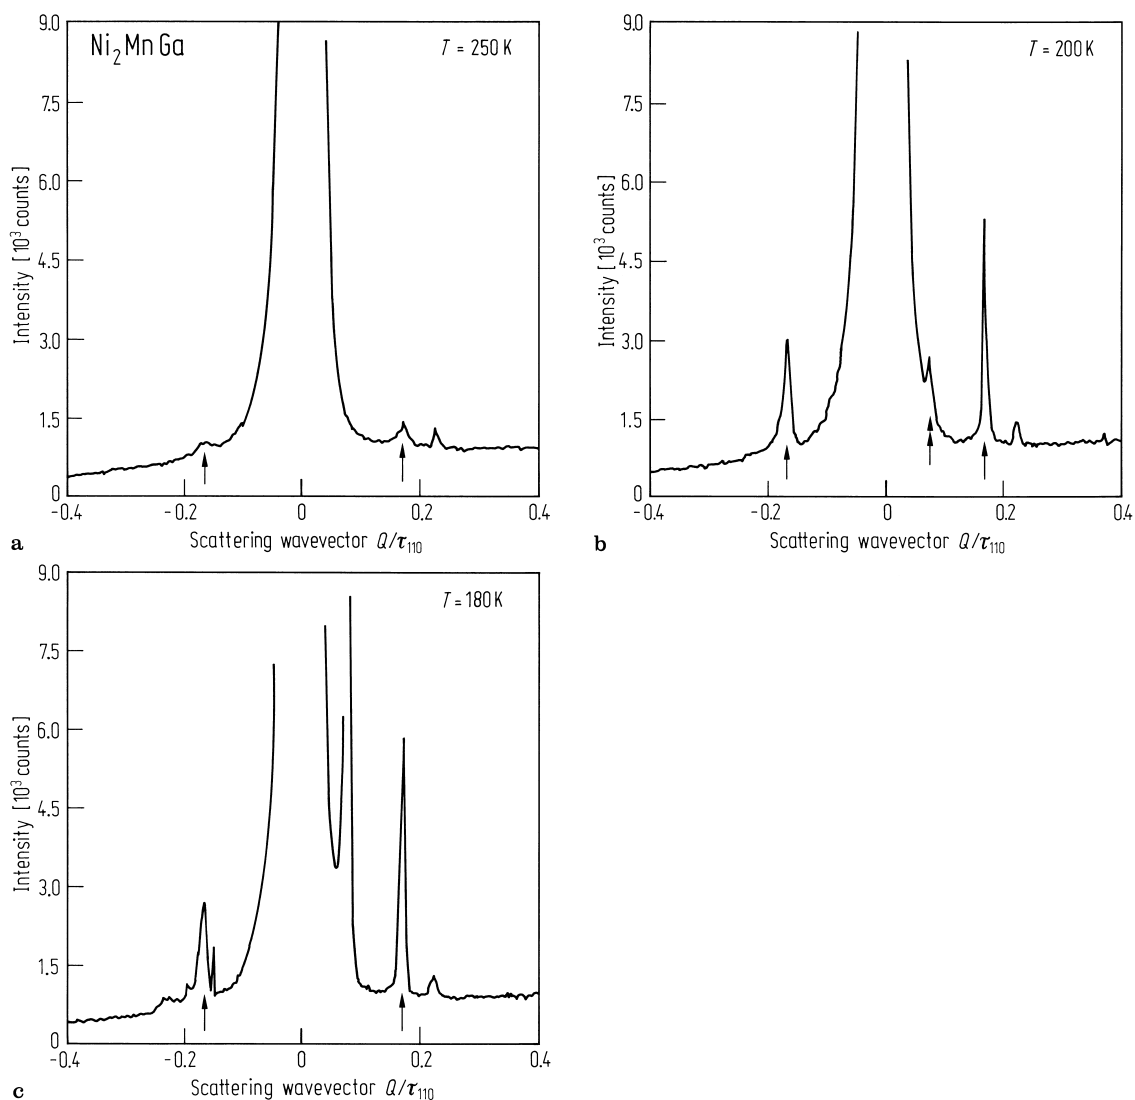 Ni₂MnGa
T = 250 K
Intensity [10³ counts]
9.0
7.5
6.0
4.5
3.0
1.5
0
-0.4
-0.2
0
0.2
0.4
Scattering wavevector Q/τ₁₁₀
a
T = 200 K
Intensity [10³ counts]
9.0
7.5
6.0
4.5
3.0
1.5
0
-0.4
-0.2
0
0.2
0.4
Scattering wavevector Q/τ₁₁₀
b
T = 180 K
Intensity [10³ counts]
9.0
7.5
6.0
4.5
3.0
1.5
0
-0.4
-0.2
0
0.2
0.4
Scattering wavevector Q/τ₁₁₀
c